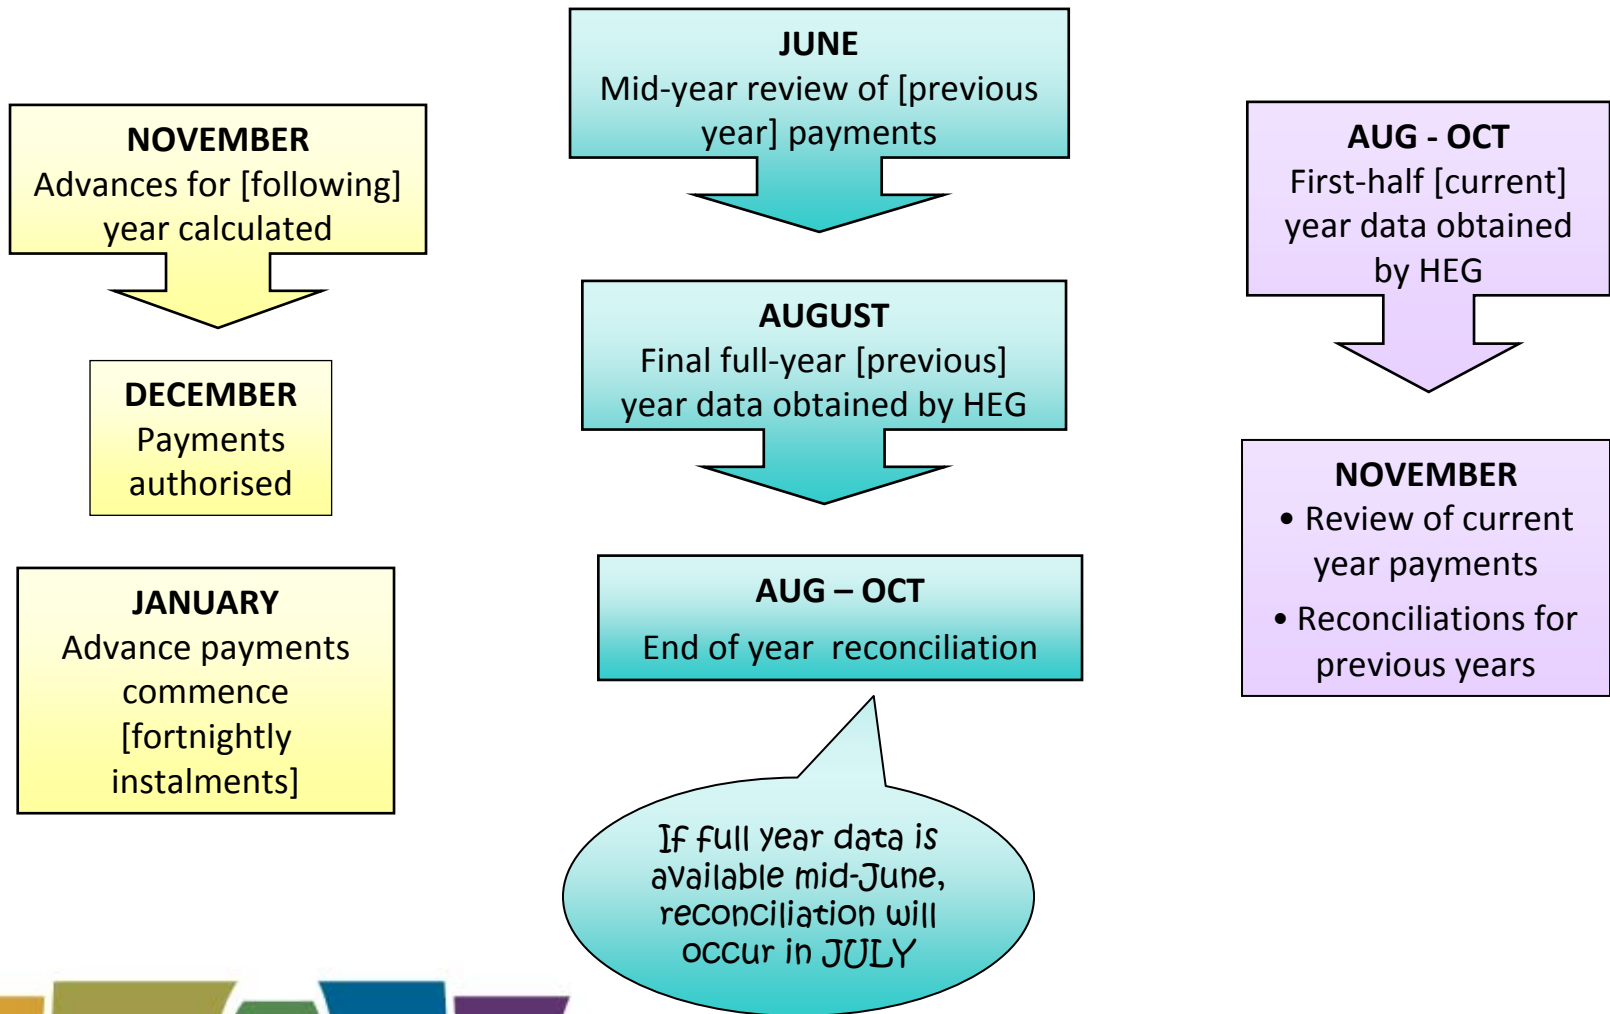 NOVEMBER
Advances for [following]
year calculated
DECEMBER
Payments
authorised
JANUARY
Advance payments
commence
[fortnightly
instalments]
JUNE
Mid-year review of [previous
year] payments
AUGUST
Final full-year [previous]
year data obtained by HEG
AUG – OCT
End of year reconciliation
If full year data is
available mid-June,
reconciliation will
occur in JULY
AUG - OCT
First-half [current]
year data obtained
by HEG
NOVEMBER
• Review of current
year payments
• Reconciliations for
previous years